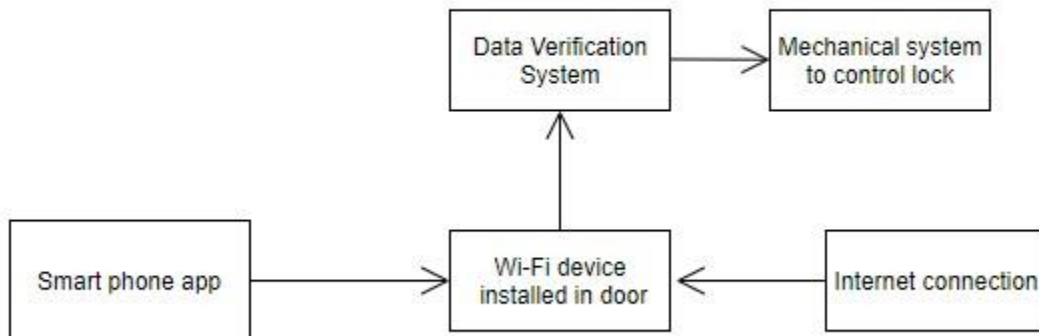 Data Verification
System
Mechanical system
to control lock
Smart phone app
Wi-Fi device
installed in door
Internet connection